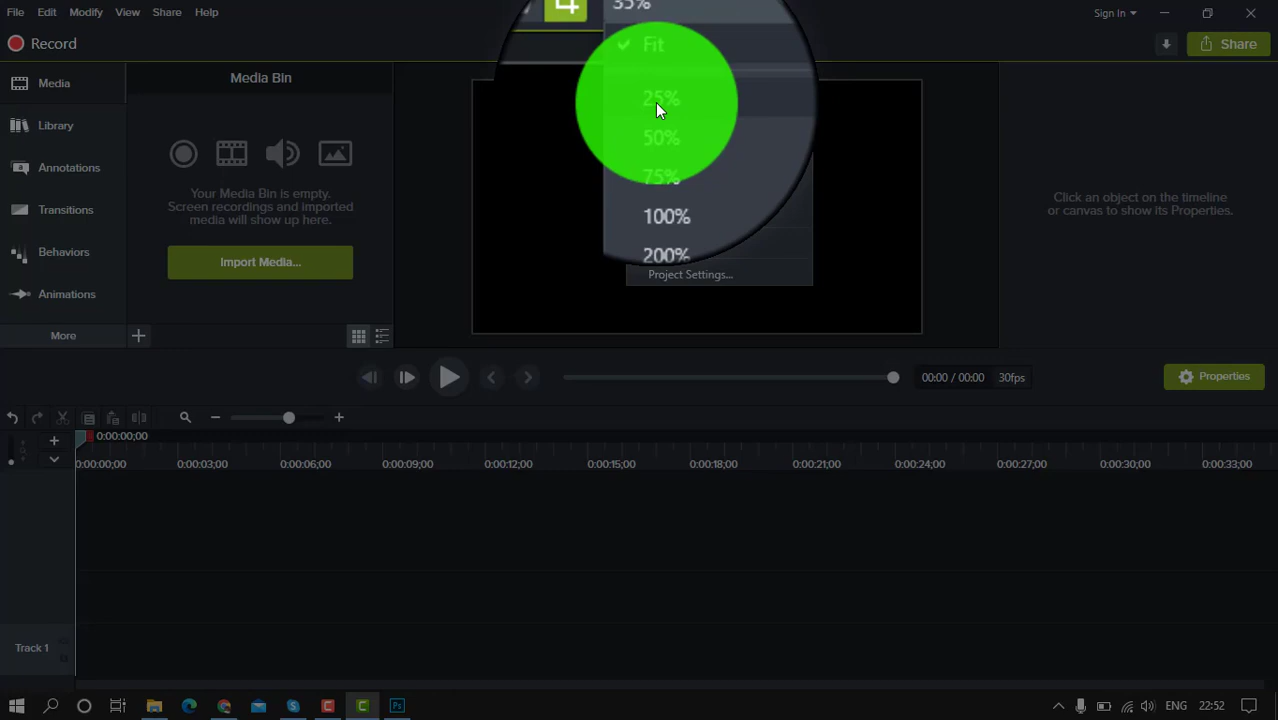 File Edit Modify View Share Help
Sign In
Record
Share
35%
Fit
25%
50%
75%
100%
200%
Project Settings...
Media
Library
Annotations
Transitions
Behaviors
Animations
More
Media Bin
Your Media Bin is empty.
Screen recordings and imported
media will show up here.
Import Media...
Click an object on the timeline
or canvas to show its Properties.
00:00 / 00:00 30fps
Properties
0:00:00;00
0:00:00;00 0:00:03;00 0:00:06;00 0:00:09;00 0:00:12;00 0:00:15;00 0:00:18;00 0:00:21;00 0:00:24;00 0:00:27;00 0:00:30;00 0:00:33;00
Track 1
Ps
ENG 22:52